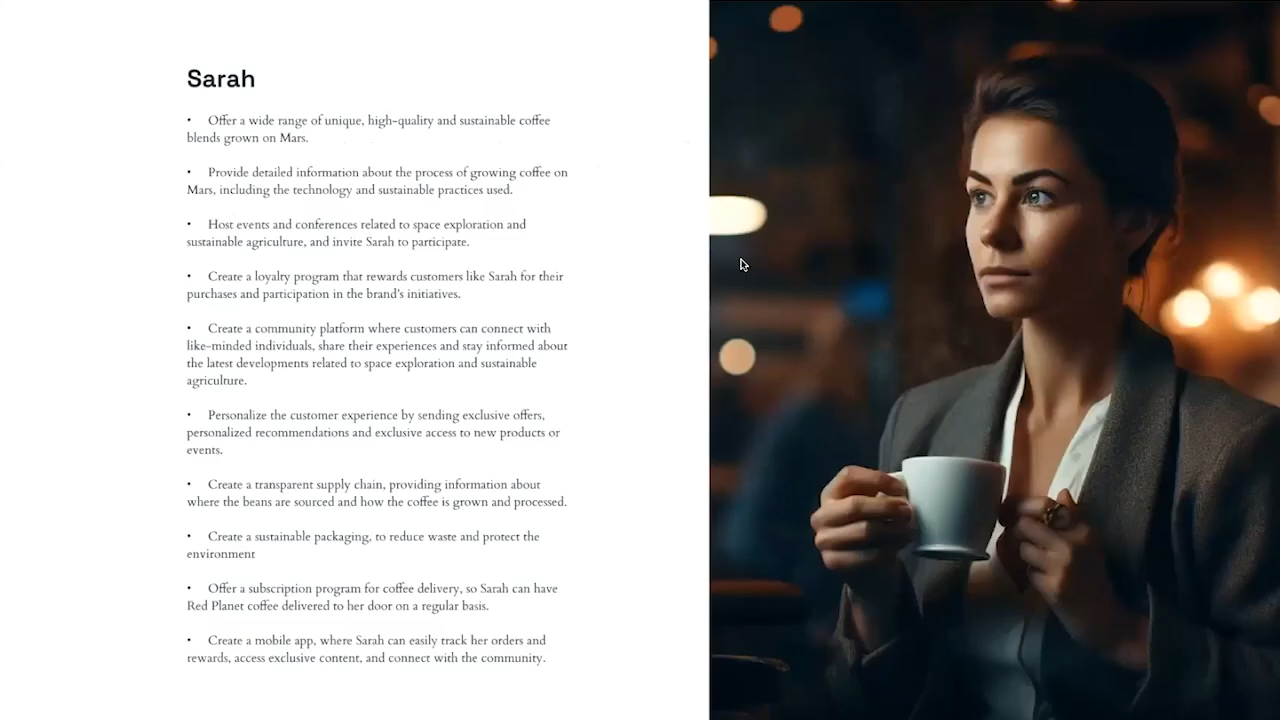 Sarah
• Offer a wide range of unique, high-quality and sustainable coffee
blends grown on Mars.
• Provide detailed information about the process of growing coffee on
Mars, including the technology and sustainable practices used.
• Host events and conferences related to space exploration and
sustainable agriculture, and invite Sarah to participate.
• Create a loyalty program that rewards customers like Sarah for their
purchases and participation in the brand's initiatives.
• Create a community platform where customers can connect with
like-minded individuals, share their experiences and stay informed about
the latest developments related to space exploration and sustainable
agriculture.
• Personalize the customer experience by sending exclusive offers,
personalized recommendations and exclusive access to new products or
events.
• Create a transparent supply chain, providing information about
where the beans are sourced and how the coffee is grown and processed.
• Create a sustainable packaging, to reduce waste and protect the
environment
• Offer a subscription program for coffee delivery, so Sarah can have
Red Planet coffee delivered to her door on a regular basis.
• Create a mobile app, where Sarah can easily track her orders and
rewards, access exclusive content, and connect with the community.